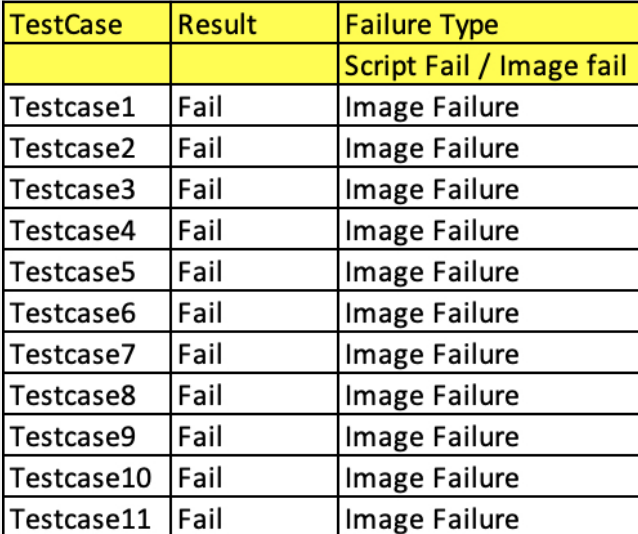 TestCase Result Failure Type
Script Fail / Image fail
Testcase1 Fail Image Failure
Testcase2 Fail Image Failure
Testcase3 Fail Image Failure
Testcase4 Fail Image Failure
Testcase5 Fail Image Failure
Testcase6 Fail Image Failure
Testcase7 Fail Image Failure
Testcase8 Fail Image Failure
Testcase9 Fail Image Failure
Testcase10 Fail Image Failure
Testcase11 Fail Image Failure